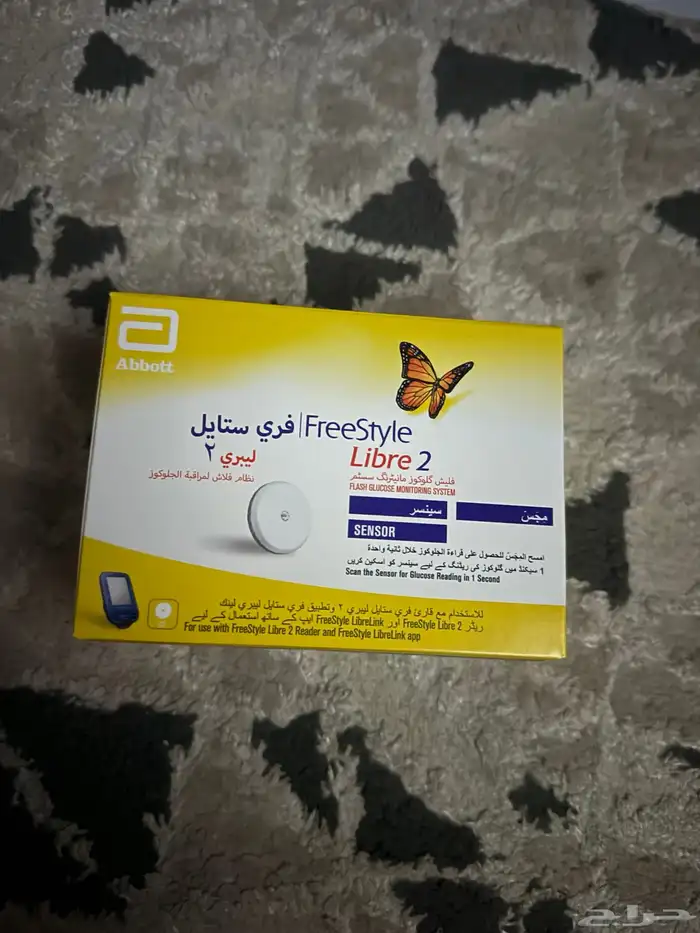 Abbott
فري ستايل | FreeStyle
ليبري ٢
Libre 2
نظام فلاش لمراقبة الجلوكوز
فلیش گلوکوز مانیٹرنگ سسٹم
FLASH GLUCOSE MONITORING SYSTEM
مجَس
سینسر
SENSOR
امسح المِجَسّ للحصول على قراءة الجلوكوز خلال ثانية واحدة
1 سیکنڈ میں گلوکوز کی ریڈنگ کے لیے سینسر کو اسکین کریں
Scan the Sensor for Glucose Reading in 1 Second
للاستخدام مع قارئ فري ستايل ليبري ٢ وتطبيق فري ستايل ليبري لينك
ریڈر FreeStyle Libre 2 اور FreeStyle LibreLink ایپ کے ساتھ استعمال کے لیے
For use with FreeStyle Libre 2 Reader and FreeStyle LibreLink app
حراج